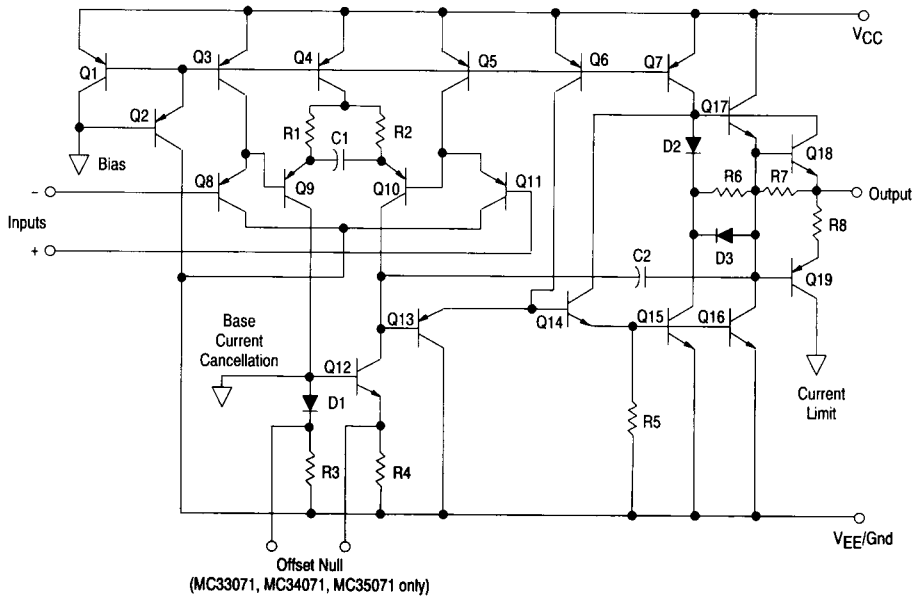 VCC
Q1
Q2
Q3
Q4
Q5
Q6
Q7
Q17
R1
C1
R2
D2
Q18
Bias
Q8
Q9
Q10
Q11
R6
R7
Output
−
Inputs
+
D3
R8
C2
Q19
Base
Current
Cancellation
Q13
Q14
Q15
Q16
Q12
D1
R5
Current
Limit
R3
R4
VEE/Gnd
Offset Null
(MC33071, MC34071, MC35071 only)